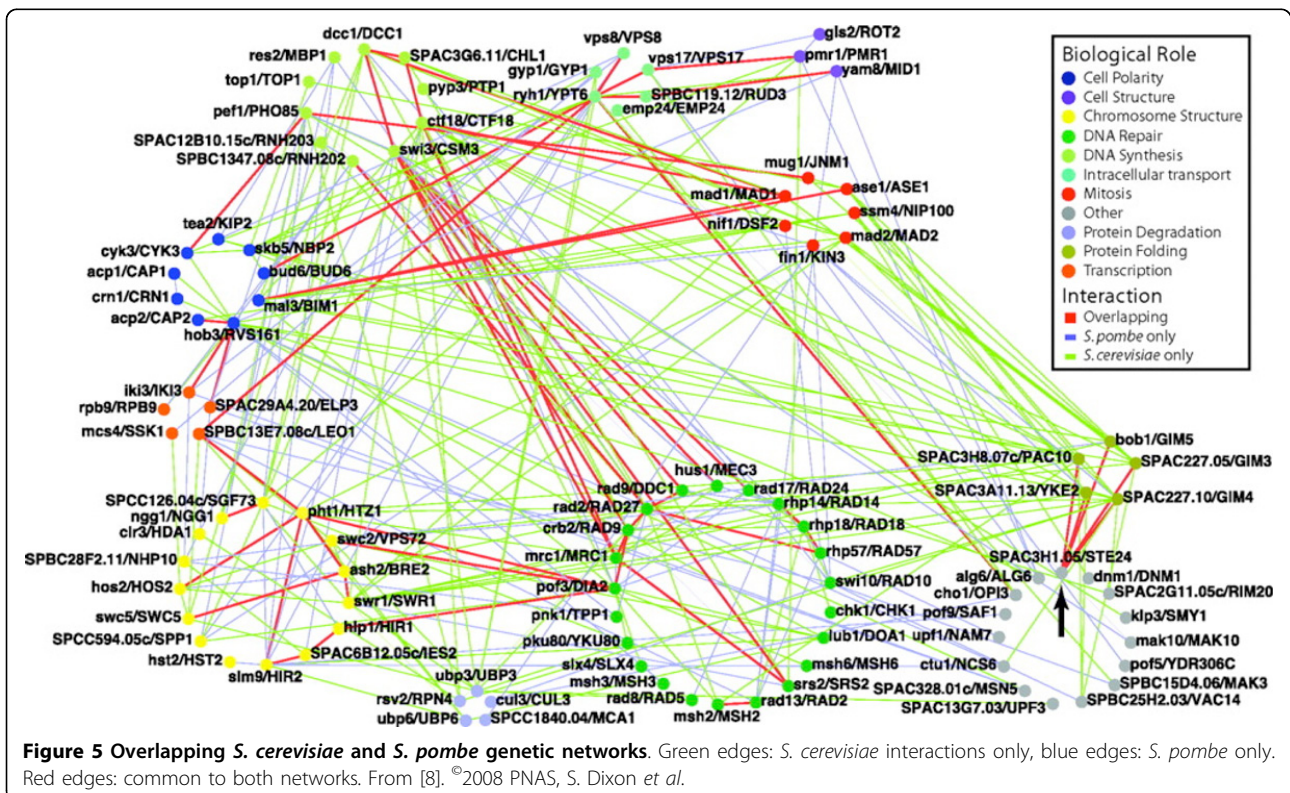 dcc1/DCC1
res2/MBP1
SPAC3G6.11/CHL1
top1/TOP1
pyp3/PTP1
pef1/PHO85
ctf18/CTF18
SPAC12B10.15c/RNH203
swi3/CSM3
SPBC1347.08c/RNH202
vps8/VPS8
gls2/ROT2
vps17/VPS17
pmr1/PMR1
gyp1/GYP1
yam8/MID1
ryh1/YPT6
SPBC119.12/RUD3
emp24/EMP24
mug1/JNM1
mad1/MAD1
ase1/ASE1
ssm4/NIP100
nif1/DSF2
mad2/MAD2
fin1/KIN3
tea2/KIP2
cyk3/CYK3
skb5/NBP2
acp1/CAP1
bud6/BUD6
crn1/CRN1
mal3/BIM1
acp2/CAP2
hob3/RVS161
iki3/IKI3
rpb9/RPB9
SPAC29A4.20/ELP3
mcs4/SSK1
SPBC13E7.08c/LEO1
Biological Role
Cell Polarity
Cell Structure
Chromosome Structure
DNA Repair
DNA Synthesis
Intracellular transport
Mitosis
Other
Protein Degradation
Protein Folding
Transcription
Interaction
Overlapping
S.pombe only
S.cerevisiae only
bob1/GIM5
SPAC3H8.07c/PAC10
SPAC227.05/GIM3
SPAC3A11.13/YKE2
SPAC227.10/GIM4
hus1/MEC3
rad9/DDC1
rad17/RAD24
rad2/RAD27
rhp14/RAD14
crb2/RAD9
rhp18/RAD18
mrc1/MRC1
rhp57/RAD57
pof3/DIA2
swi10/RAD10
pnk1/TPP1
chk1/CHK1
pku80/YKU80
lub1/DOA1
slx4/SLX4
msh6/MSH6
msh3/MSH3
srs2/SRS2
rad8/RAD5
rad13/RAD2
msh2/MSH2
SPCC126.04c/SGF73
ngg1/NGG1
pht1/HTZ1
clr3/HDA1
swc2/VPS72
SPBC28F2.11/NHP10
ash2/BRE2
hos2/HOS2
swr1/SWR1
swc5/SWC5
hip1/HIR1
SPCC594.05c/SPP1
SPAC6B12.05c/IES2
hst2/HST2
slm9/HIR2
ubp3/UBP3
rsv2/RPN4
cul3/CUL3
ubp6/UBP6
SPCC1840.04/MCA1
SPAC3H1.05/STE24
alg6/ALG6
dnm1/DNM1
cho1/OPI3
SPAC2G11.05c/RIM20
pof9/SAF1
klp3/SMY1
upf1/NAM7
mak10/MAK10
ctu1/NCS6
pof5/YDR306C
SPAC328.01c/MSN5
SPBC15D4.06/MAK3
SPAC13G7.03/UPF3
SPBC25H2.03/VAC14
Figure 5 Overlapping S. cerevisiae and S. pombe genetic networks. Green edges: S. cerevisiae interactions only, blue edges: S. pombe only.
Red edges: common to both networks. From [8]. ©2008 PNAS, S. Dixon et al.